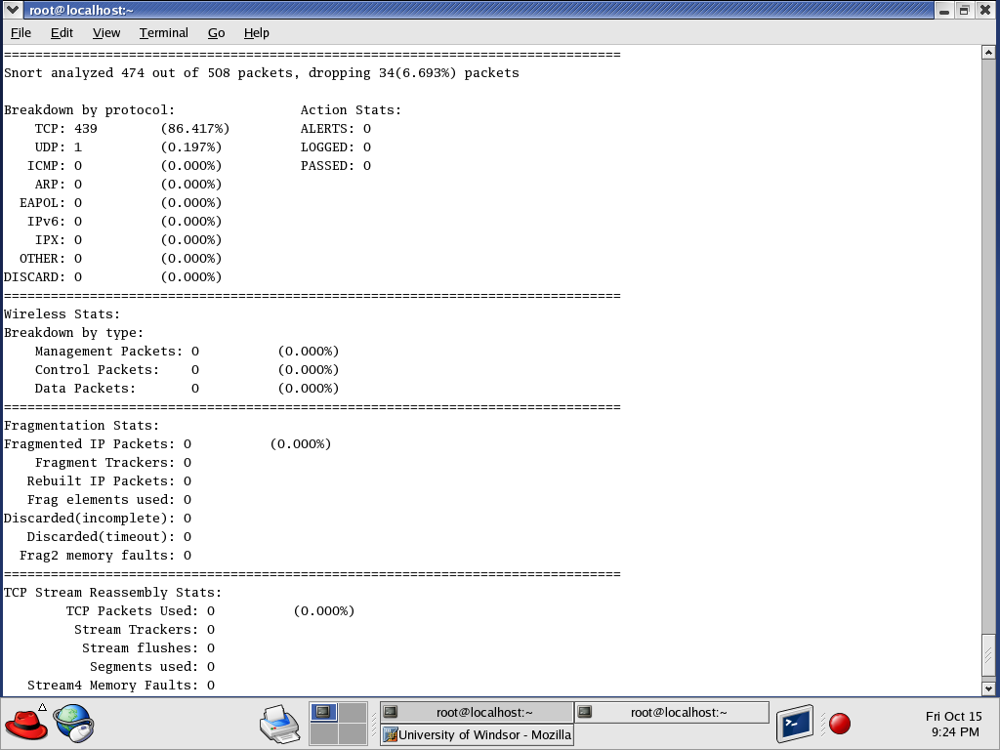 root@localhost:~
File Edit View Terminal Go Help
===============================================================================
Snort analyzed 474 out of 508 packets, dropping 34(6.693%) packets
Breakdown by protocol:                Action Stats:
    TCP: 439        (86.417%)         ALERTS: 0
    UDP: 1          (0.197%)          LOGGED: 0
   ICMP: 0          (0.000%)          PASSED: 0
    ARP: 0          (0.000%)
  EAPOL: 0          (0.000%)
   IPv6: 0          (0.000%)
    IPX: 0          (0.000%)
  OTHER: 0          (0.000%)
DISCARD: 0          (0.000%)
===============================================================================
Wireless Stats:
Breakdown by type:
    Management Packets: 0          (0.000%)
    Control Packets:    0          (0.000%)
    Data Packets:       0          (0.000%)
===============================================================================
Fragmentation Stats:
Fragmented IP Packets: 0          (0.000%)
    Fragment Trackers: 0
   Rebuilt IP Packets: 0
   Frag elements used: 0
Discarded(incomplete): 0
   Discarded(timeout): 0
  Frag2 memory faults: 0
===============================================================================
TCP Stream Reassembly Stats:
        TCP Packets Used: 0          (0.000%)
         Stream Trackers: 0
          Stream flushes: 0
           Segments used: 0
   Stream4 Memory Faults: 0
root@localhost:~ root@localhost:~
University of Windsor - Mozilla
Fri Oct 15
9:24 PM